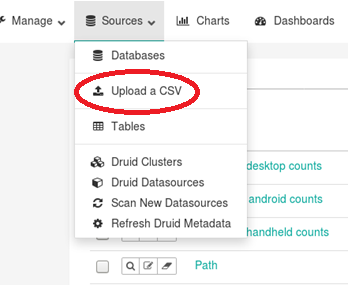 Manage Sources Charts Dashboards
Databases
Upload a CSV
Tables
Druid Clusters
desktop counts
Druid Datasources
android counts
Scan New Datasources
Refresh Druid Metadata
handheld counts
Path